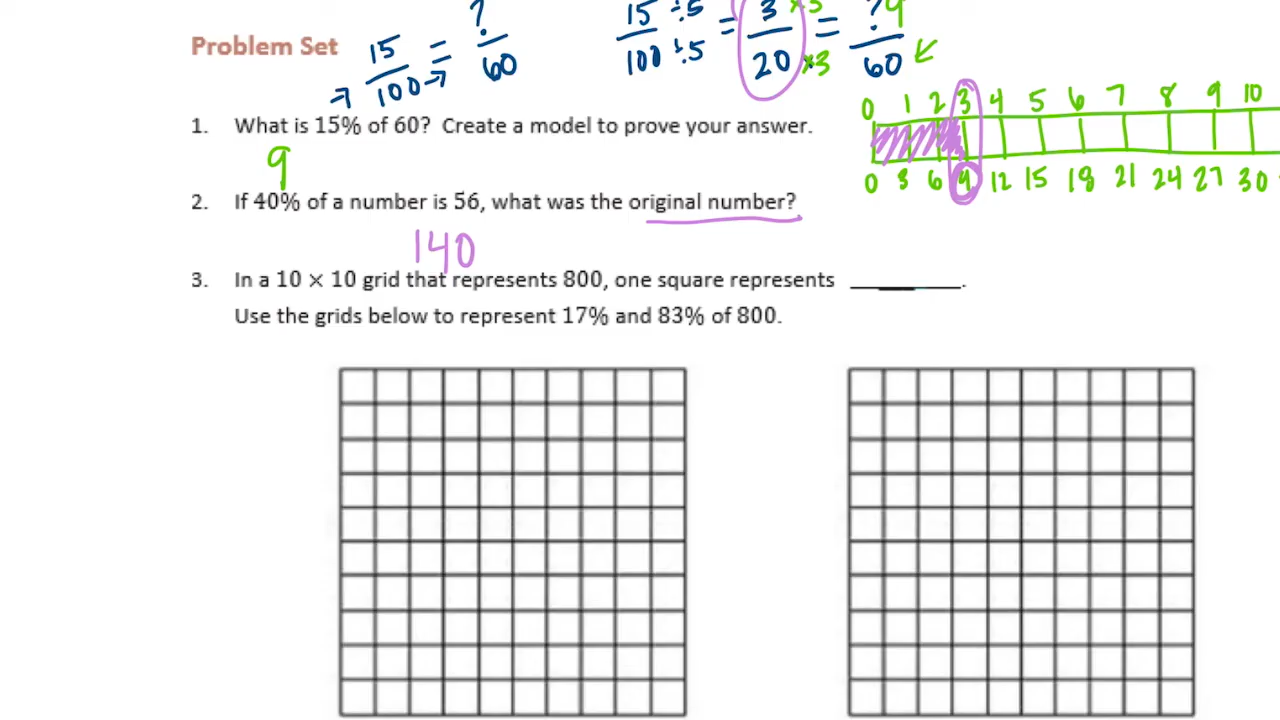 ? 15 ÷5 3 ×3 ? 9
Problem Set 15 = — = — = —
100 60 100 ÷5 20 ×3 60
0 1 2 3 4 5 6 7 8 9 10
1. What is 15% of 60? Create a model to prove your answer.
9
0 3 6 9 12 15 18 21 24 27 30
2. If 40% of a number is 56, what was the original number?
140
3. In a 10 × 10 grid that represents 800, one square represents ________.
Use the grids below to represent 17% and 83% of 800.